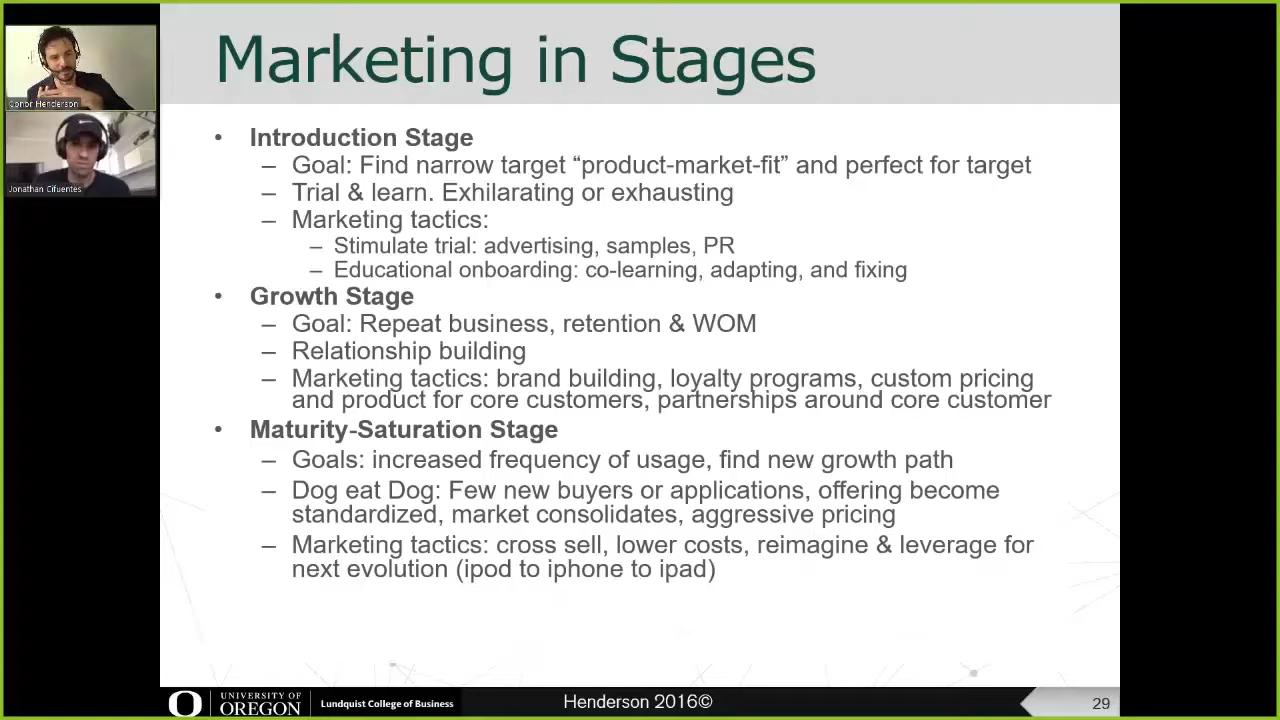 Marketing in Stages
Conor Henderson
Jonathan Cifuentes
• Introduction Stage
– Goal: Find narrow target “product-market-fit” and perfect for target
– Trial & learn. Exhilarating or exhausting
– Marketing tactics:
– Stimulate trial: advertising, samples, PR
– Educational onboarding: co-learning, adapting, and fixing
• Growth Stage
– Goal: Repeat business, retention & WOM
– Relationship building
– Marketing tactics: brand building, loyalty programs, custom pricing
and product for core customers, partnerships around core customer
• Maturity-Saturation Stage
– Goals: increased frequency of usage, find new growth path
– Dog eat Dog: Few new buyers or applications, offering become
standardized, market consolidates, aggressive pricing
– Marketing tactics: cross sell, lower costs, reimagine & leverage for
next evolution (ipod to iphone to ipad)
O
UNIVERSITY OF
OREGON
Lundquist College of Business
Henderson 2016©
29